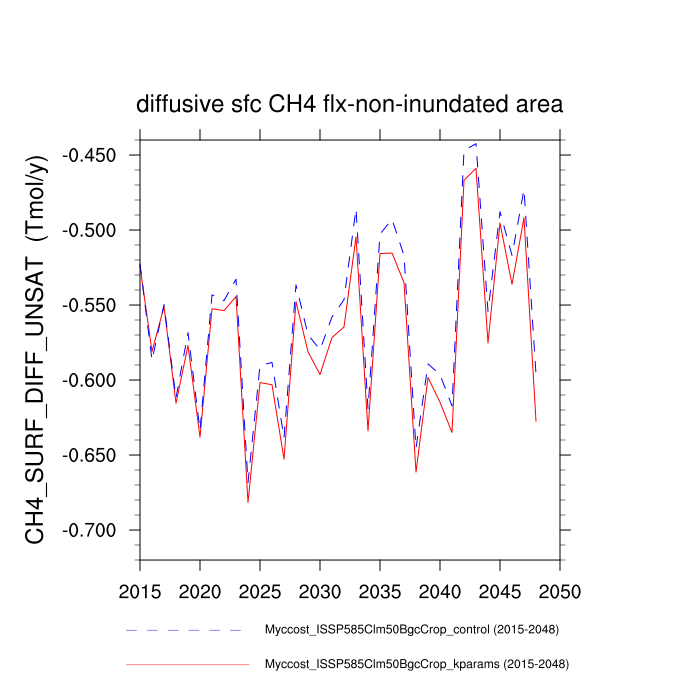 diffusive sfc CH4 flx-non-inundated area
CH4_SURF_DIFF_UNSAT (Tmol/y)
-0.450
-0.500
-0.550
-0.600
-0.650
-0.700
2015 2020 2025 2030 2035 2040 2045 2050
Myccost_ISSP585Clm50BgcCrop_control (2015-2048)
Myccost_ISSP585Clm50BgcCrop_kparams (2015-2048)